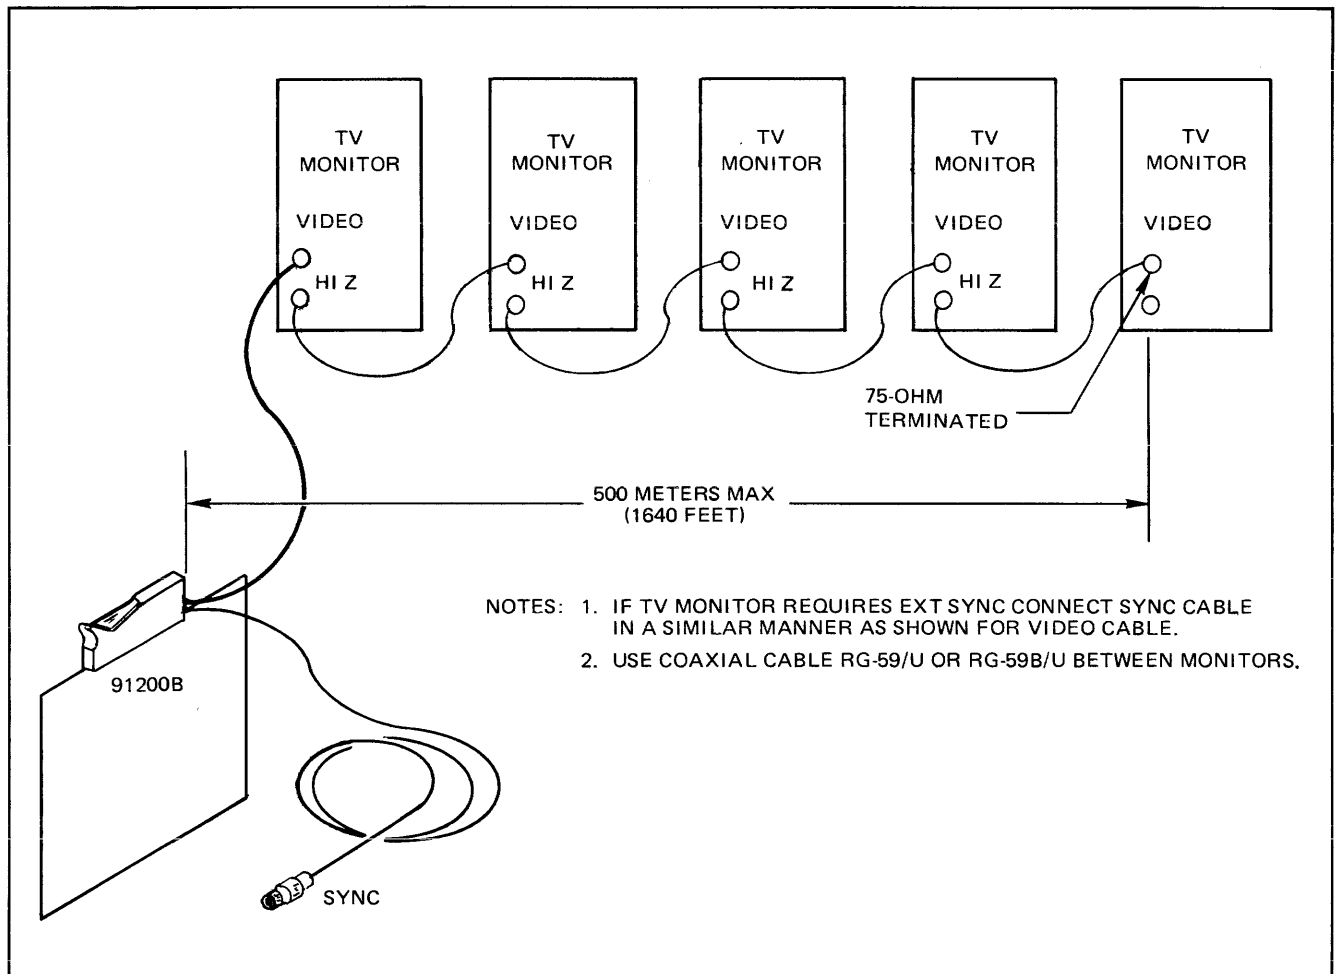 TV
MONITOR
VIDEO
HI Z
TV
MONITOR
VIDEO
HI Z
TV
MONITOR
VIDEO
HI Z
TV
MONITOR
VIDEO
HI Z
TV
MONITOR
VIDEO
75-OHM
TERMINATED
500 METERS MAX
(1640 FEET)
NOTES: 1. IF TV MONITOR REQUIRES EXT SYNC CONNECT SYNC CABLE
IN A SIMILAR MANNER AS SHOWN FOR VIDEO CABLE.
2. USE COAXIAL CABLE RG-59/U OR RG-59B/U BETWEEN MONITORS.
91200B
SYNC